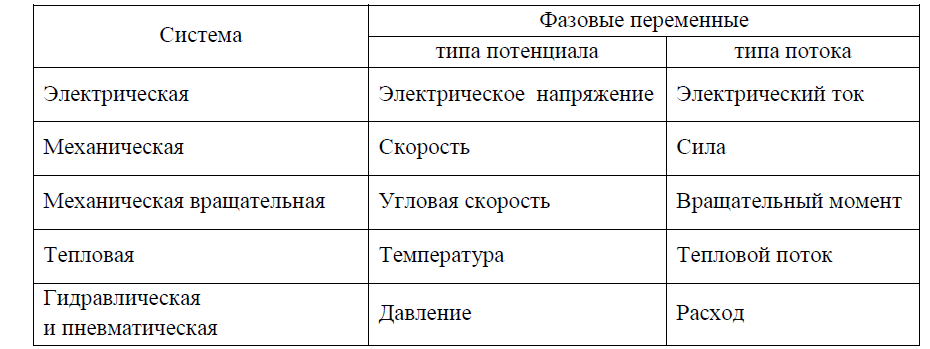 Система
Фазовые переменные
типа потенциала
типа потока
Электрическая
Электрическое напряжение
Электрический ток
Механическая
Скорость
Сила
Механическая вращательная
Угловая скорость
Вращательный момент
Тепловая
Температура
Тепловой поток
Гидравлическая
и пневматическая
Давление
Расход